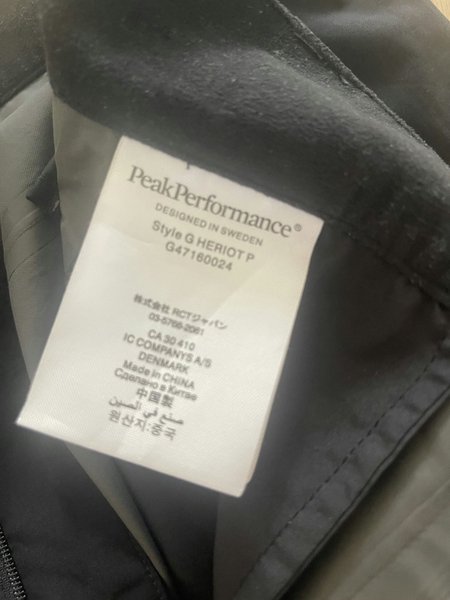 PeakPerformance®
DESIGNED IN SWEDEN
Style G HERIOT P
G47160024
株式会社 RCTジャパン
03-5766-2061
CA 30 410
IC COMPANYS A/S
DENMARK
Made in CHINA
Сделано в Китае
中国製
صنع في الصين
원산지: 중국